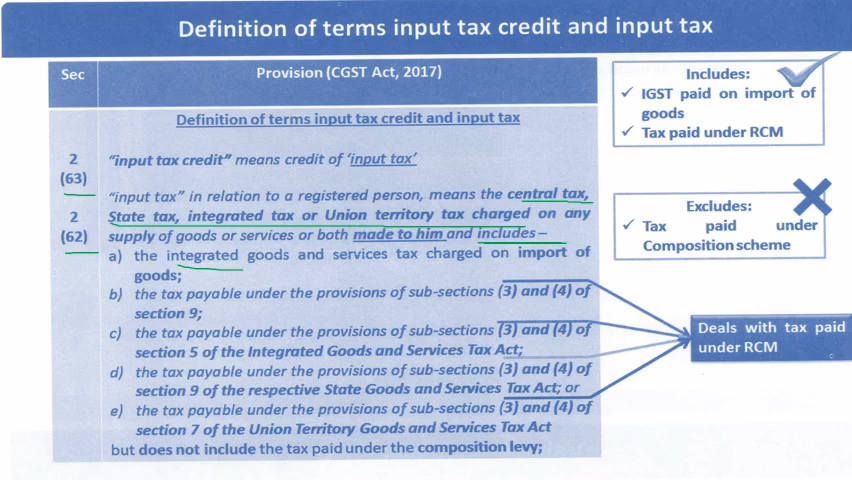 Definition of terms input tax credit and input tax
Sec
Provision (CGST Act, 2017)
Definition of terms input tax credit and input tax
2
(63)
“input tax credit” means credit of ‘input tax’
2
(62)
“input tax” in relation to a registered person, means the central tax,
State tax, integrated tax or Union territory tax charged on any
supply of goods or services or both made to him and includes–
a) the integrated goods and services tax charged on import of
goods;
b) the tax payable under the provisions of sub-sections (3) and (4) of
section 9;
c) the tax payable under the provisions of sub-sections (3) and (4) of
section 5 of the Integrated Goods and Services Tax Act;
d) the tax payable under the provisions of sub-sections (3) and (4) of
section 9 of the respective State Goods and Services Tax Act; or
e) the tax payable under the provisions of sub-sections (3) and (4) of
section 7 of the Union Territory Goods and Services Tax Act
but does not include the tax paid under the composition levy;
Includes:
✓ IGST paid on import of
goods
✓ Tax paid under RCM
Excludes:
✓ Tax paid under
Composition scheme
Deals with tax paid
under RCM